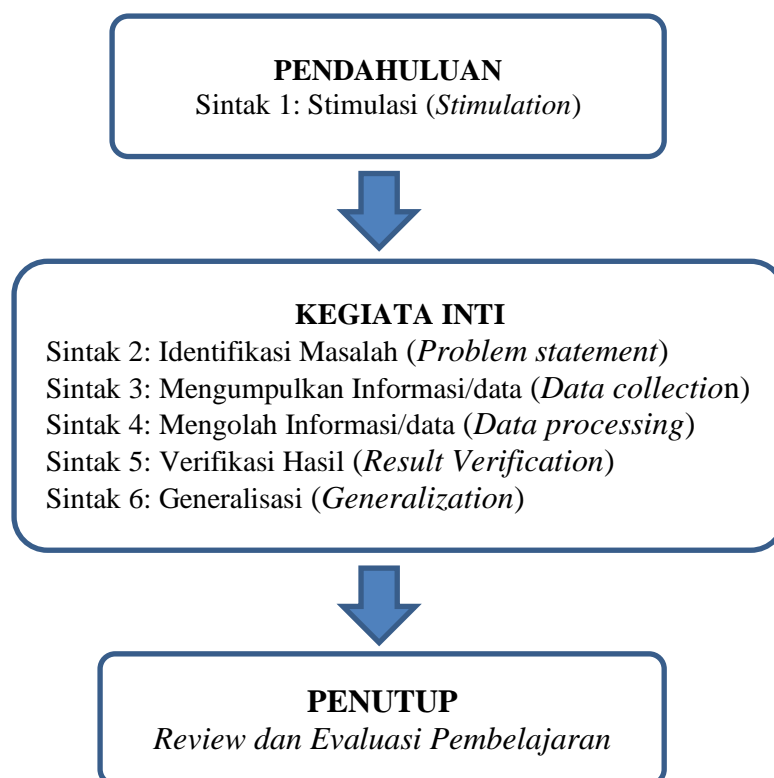 PENDAHULUAN
Sintak 1: Stimulasi (Stimulation)
KEGIATA INTI
Sintak 2: Identifikasi Masalah (Problem statement)
Sintak 3: Mengumpulkan Informasi/data (Data collection)
Sintak 4: Mengolah Informasi/data (Data processing)
Sintak 5: Verifikasi Hasil (Result Verification)
Sintak 6: Generalisasi (Generalization)
PENUTUP
Review dan Evaluasi Pembelajaran